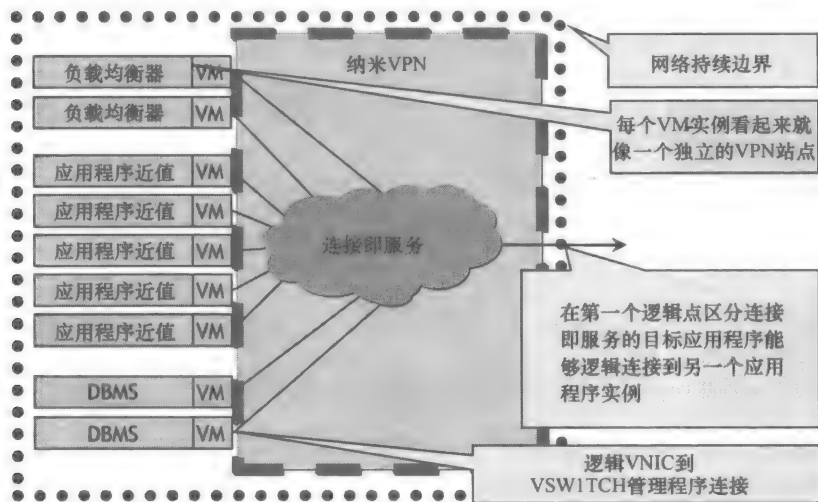 纳米VPN
网络持续边界
负载均衡器 VM
负载均衡器 VM
每个VM实例看起来就
像一个独立的VPN站点
应用程序近值 VM
应用程序近值 VM
应用程序近值 VM
应用程序近值 VM
应用程序近值 VM
连接即服务
在第一个逻辑点区分连接
即服务的目标应用程序能
够逻辑连接到另一个应用
程序实例
DBMS VM
DBMS VM
逻辑VNIC到
VSW1TCH管理程序连接